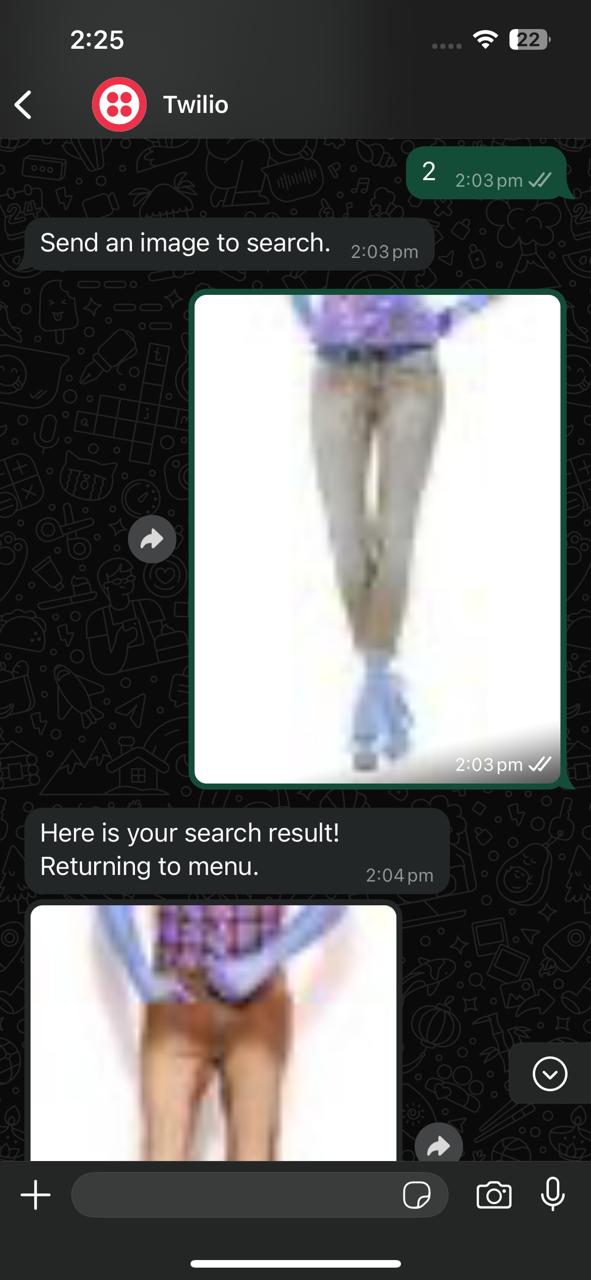 2:25
22
Twilio
2 2:03 pm
Send an image to search. 2:03 pm
2:03 pm
Here is your search result!
Returning to menu. 2:04 pm